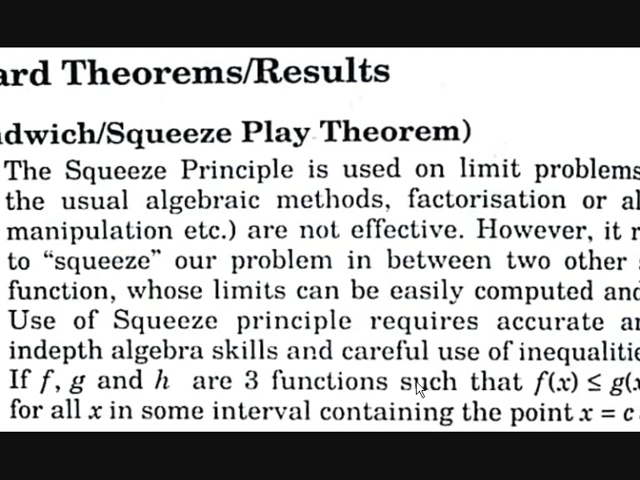 ard Theorems/Results
dwich/Squeeze Play Theorem)
The Squeeze Principle is used on limit problems
the usual algebraic methods, factorisation or al
manipulation etc.) are not effective. However, it r
to “squeeze” our problem in between two other s
function, whose limits can be easily computed and
Use of Squeeze principle requires accurate an
indepth algebra skills and careful use of inequalitie
If f, g and h are 3 functions such that f(x) ≤ g(x
for all x in some interval containing the point x = c